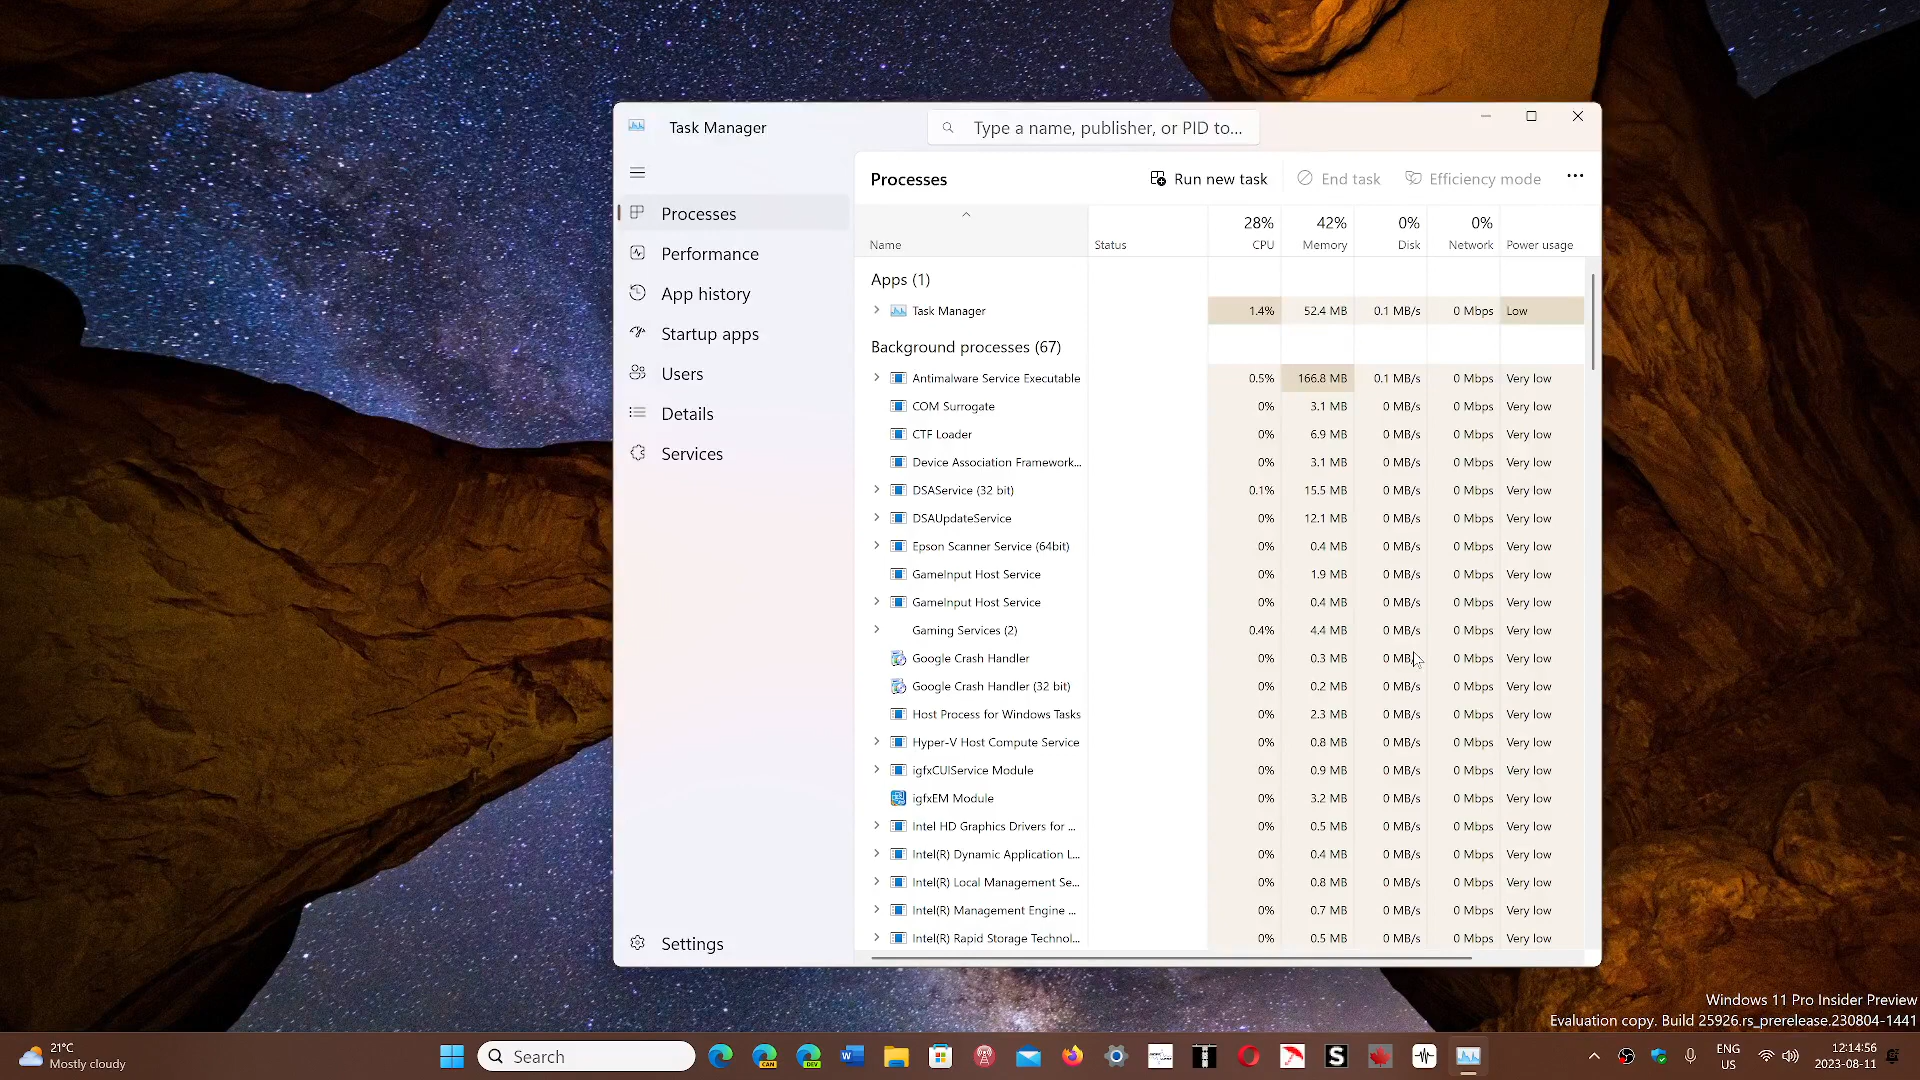 Task Manager
Type a name, publisher, or PID to...
Processes
Performance
App history
Startup apps
Users
Details
Services
Settings
Processes
Run new task
End task
Efficiency mode
Name Status 28% CPU 42% Memory 0% Disk 0% Network Power usage
Apps (1)
Task Manager 1.4% 52.4 MB 0.1 MB/s 0 Mbps Low
Background processes (67)
Antimalware Service Executable 0.5% 166.8 MB 0.1 MB/s 0 Mbps Very low
COM Surrogate 0% 3.1 MB 0 MB/s 0 Mbps Very low
CTF Loader 0% 6.9 MB 0 MB/s 0 Mbps Very low
Device Association Framework... 0% 3.1 MB 0 MB/s 0 Mbps Very low
DSAService (32 bit) 0.1% 15.5 MB 0 MB/s 0 Mbps Very low
DSAUpdateService 0% 12.1 MB 0 MB/s 0 Mbps Very low
Epson Scanner Service (64bit) 0% 0.4 MB 0 MB/s 0 Mbps Very low
GameInput Host Service 0% 1.9 MB 0 MB/s 0 Mbps Very low
GameInput Host Service 0% 0.4 MB 0 MB/s 0 Mbps Very low
Gaming Services (2) 0.4% 4.4 MB 0 MB/s 0 Mbps Very low
Google Crash Handler 0% 0.3 MB 0 MB/s 0 Mbps Very low
Google Crash Handler (32 bit) 0% 0.2 MB 0 MB/s 0 Mbps Very low
Host Process for Windows Tasks 0% 2.3 MB 0 MB/s 0 Mbps Very low
Hyper-V Host Compute Service 0% 0.8 MB 0 MB/s 0 Mbps Very low
igfxCUIService Module 0% 0.9 MB 0 MB/s 0 Mbps Very low
igfxEM Module 0% 3.2 MB 0 MB/s 0 Mbps Very low
Intel HD Graphics Drivers for ... 0% 0.5 MB 0 MB/s 0 Mbps Very low
Intel(R) Dynamic Application L... 0% 0.4 MB 0 MB/s 0 Mbps Very low
Intel(R) Local Management Se... 0% 0.8 MB 0 MB/s 0 Mbps Very low
Intel(R) Management Engine ... 0% 0.7 MB 0 MB/s 0 Mbps Very low
Intel(R) Rapid Storage Technol... 0% 0.5 MB 0 MB/s 0 Mbps Very low
Windows 11 Pro Insider Preview
Evaluation copy. Build 25926.rs_prerelease.230804-1441
21°C
Mostly cloudy
Search
CAN
DEV
S
ENG
US
12:14:56
2023-08-11